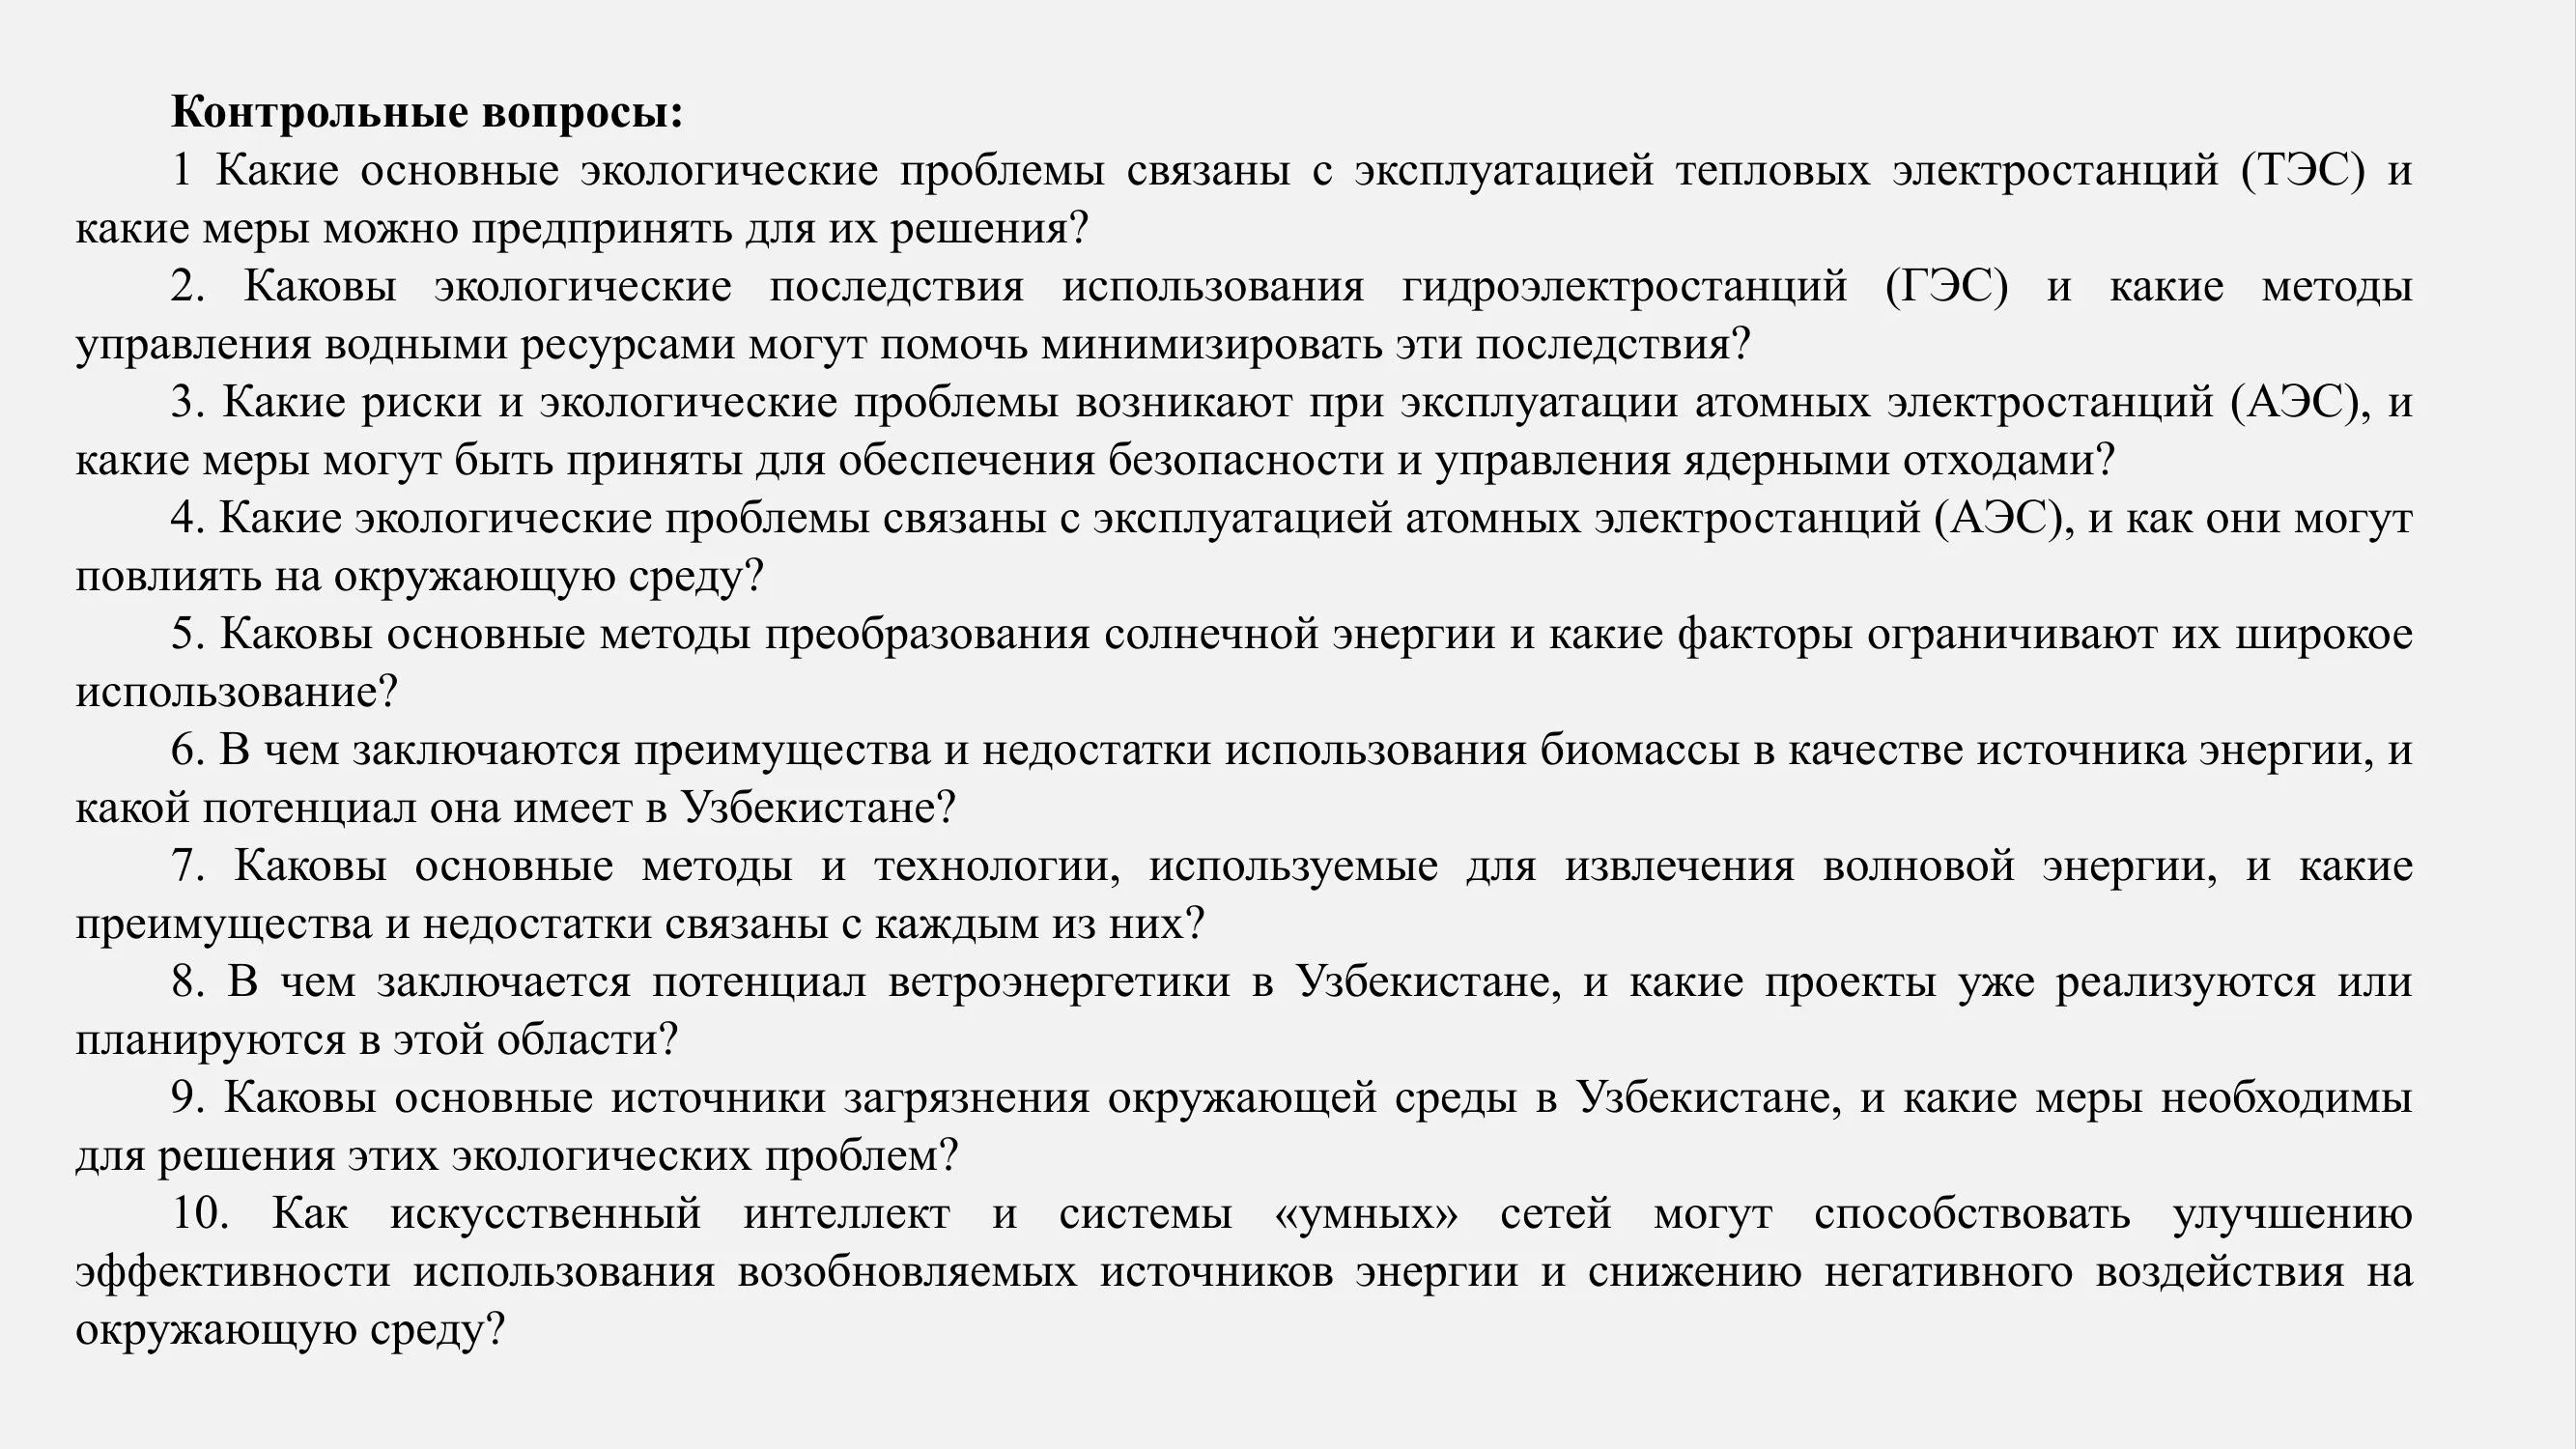 Контрольные вопросы:
1 Какие основные экологические проблемы связаны с эксплуатацией тепловых электростанций (ТЭС) и
какие меры можно предпринять для их решения?
2. Каковы экологические последствия использования гидроэлектростанций (ГЭС) и какие методы
управления водными ресурсами могут помочь минимизировать эти последствия?
3. Какие риски и экологические проблемы возникают при эксплуатации атомных электростанций (АЭС), и
какие меры могут быть приняты для обеспечения безопасности и управления ядерными отходами?
4. Какие экологические проблемы связаны с эксплуатацией атомных электростанций (АЭС), и как они могут
повлиять на окружающую среду?
5. Каковы основные методы преобразования солнечной энергии и какие факторы ограничивают их широкое
использование?
6. В чем заключаются преимущества и недостатки использования биомассы в качестве источника энергии, и
какой потенциал она имеет в Узбекистане?
7. Каковы основные методы и технологии, используемые для извлечения волновой энергии, и какие
преимущества и недостатки связаны с каждым из них?
8. В чем заключается потенциал ветроэнергетики в Узбекистане, и какие проекты уже реализуются или
планируются в этой области?
9. Каковы основные источники загрязнения окружающей среды в Узбекистане, и какие меры необходимы
для решения этих экологических проблем?
10. Как искусственный интеллект и системы «умных» сетей могут способствовать улучшению
эффективности использования возобновляемых источников энергии и снижению негативного воздействия на
окружающую среду?